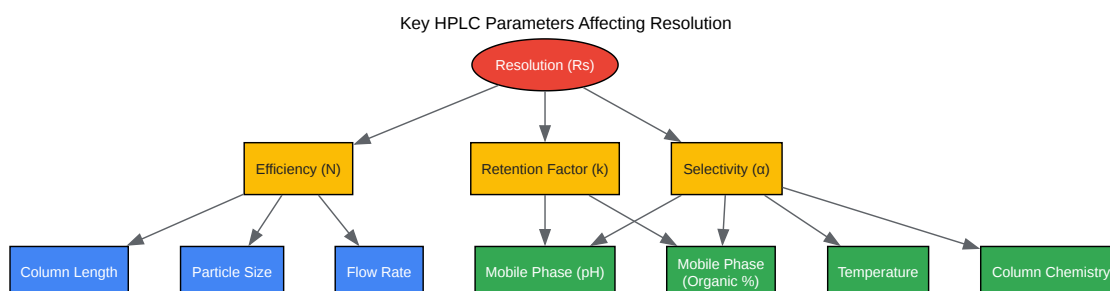 Key HPLC Parameters Affecting Resolution
Resolution (Rs)
Efficiency (N)
Retention Factor (k)
Selectivity (α)
Column Length
Particle Size
Flow Rate
Mobile Phase (pH)
Mobile Phase
(Organic %)
Temperature
Column Chemistry